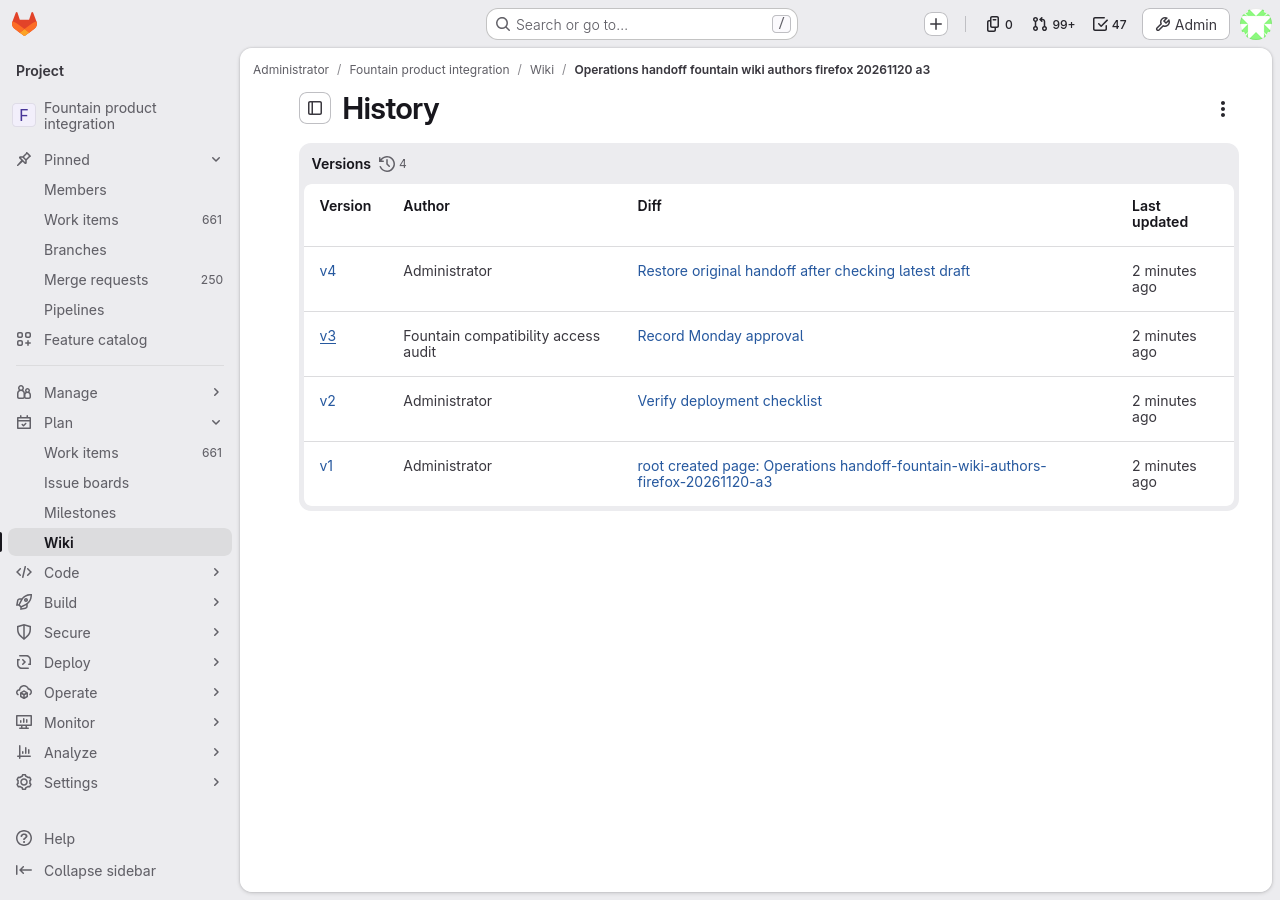 Search or go to...
/
0
99+
47
Admin
Project
F
Fountain product
integration
Pinned
Members
Work items
661
Branches
Merge requests
250
Pipelines
Feature catalog
Manage
Plan
Work items
661
Issue boards
Milestones
Wiki
Code
Build
Secure
Deploy
Operate
Monitor
Analyze
Settings
Help
Collapse sidebar
Administrator / Fountain product integration / Wiki / Operations handoff fountain wiki authors firefox 20261120 a3
History
Versions 4
Version Author Diff Last
updated
v4 Administrator Restore original handoff after checking latest draft 2 minutes
ago
v3 Fountain compatibility access Record Monday approval 2 minutes
audit ago
v2 Administrator Verify deployment checklist 2 minutes
ago
v1 Administrator root created page: Operations handoff-fountain-wiki-authors- 2 minutes
firefox-20261120-a3 ago